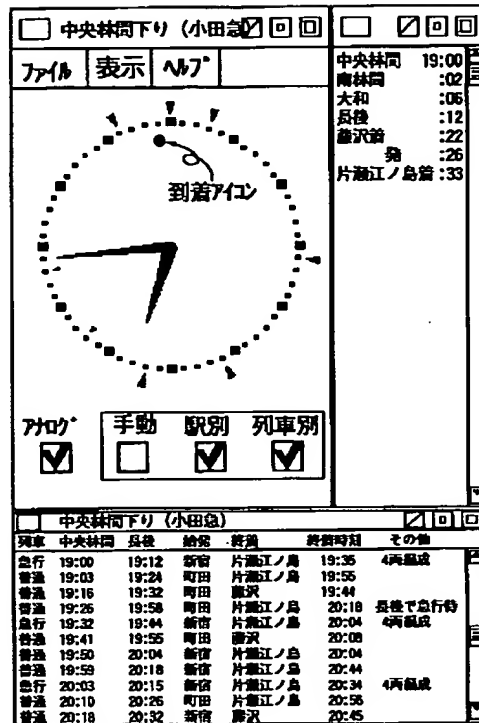 中央林間下り（小田急）
ファイル 表示 ヘルプ
到着アイコン
アナログ 手動 駅別 列車別
中央林間 19:00
南林間 :02
大和 :06
長後 :12
藤沢着 :22
発 :26
片瀬江ノ島着 :33
中央林間下り（小田急）
列車 中央林間 長後 始発 終着 終着時刻 その他
急行 19:00 19:12 新宿 片瀬江ノ島 19:35 4両編成
普通 19:03 19:24 町田 片瀬江ノ島 19:55
普通 19:16 19:32 町田 藤沢 19:44
普通 19:26 19:58 町田 片瀬江ノ島 20:18 長後で急行待
急行 19:32 19:44 新宿 片瀬江ノ島 20:04 4両編成
普通 19:41 19:55 町田 藤沢 20:08
普通 19:50 20:04 新宿 片瀬江ノ島 20:04
普通 19:59 20:18 新宿 片瀬江ノ島 20:44
急行 20:03 20:15 新宿 片瀬江ノ島 20:34 4両編成
普通 20:10 20:26 町田 片瀬江ノ島 20:56
普通 20:18 20:32 新宿 藤沢 20:45